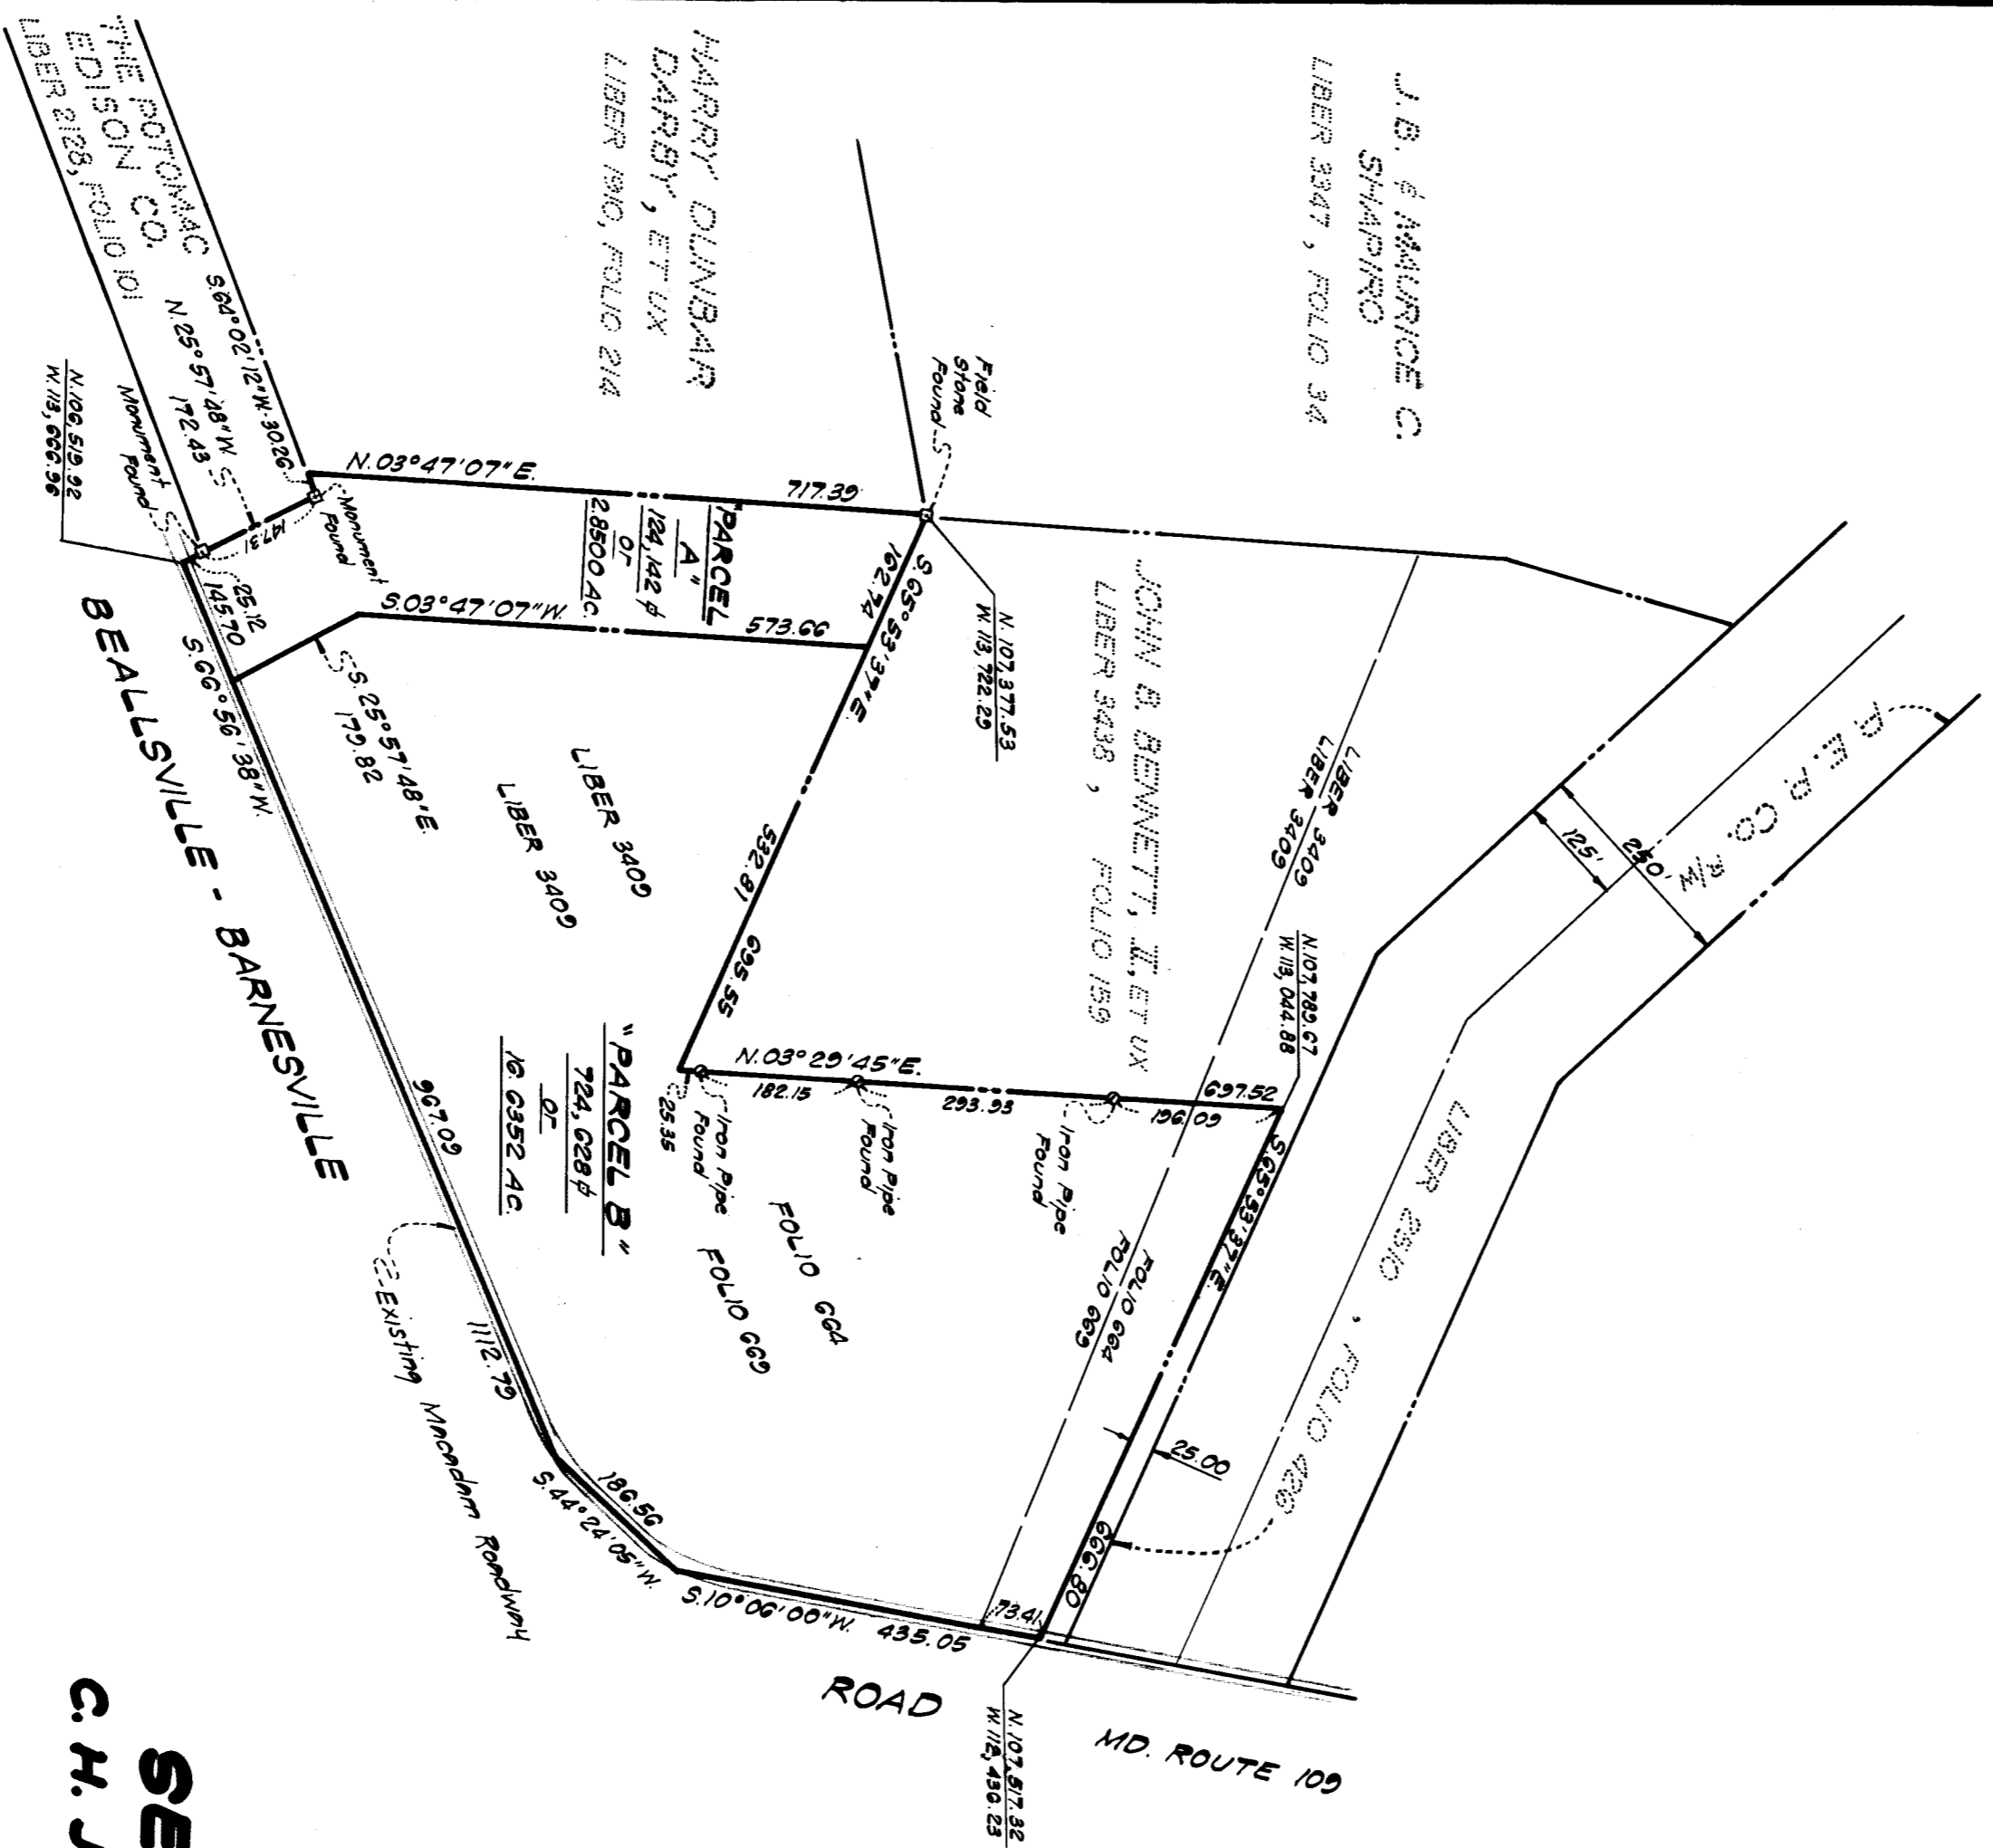 J. B. & MAURICE C.
SHAPIRO
LIBER 3347, FOLIO 34
HARRY DUNBAR
DARBY, ET UX
LIBER 1910, FOLIO 214
THE POTOMAC
EDISON CO.
LIBER 2128, FOLIO 101
S.64°02'12"W. 30.26
N.25°57'48"W.
172.43
Monument
Found
N.106,519.92
W.113,666.96
Field
Stone
Found
N.03°47'07"E.
717.39
Monument
Found
147.31
25.12
145.70
S.66°56'38"W.
"PARCEL
A"
124,142 ⏀
or
2.8500 AC.
S.03°47'07"W.
573.66
S.25°57'48"E.
179.82
S.65°53'37"E.
162.74
N.107,377.53
W.113,722.29
JOHN B. BENNETT, II, ET UX
LIBER 3438, FOLIO 159
LIBER 3409
LIBER 3409
LIBER 3409
LIBER 3409
532.81
695.55
P.E.P. CO. R/W
250'
125'
N.107,789.67
W.113,044.88
N.03°29'45"E.
697.52
182.15
293.93
196.09
25.35
Iron Pipe
Found
Iron Pipe
Found
Iron Pipe
Found
"PARCEL B"
724,628 ⏀
or
16.6352 AC.
FOLIO 664
FOLIO 669
FOLIO 664
FOLIO 669
S.65°53'37"E.
666.80
25.00
LIBER 2510, FOLIO 426
BEALLSVILLE - BARNESVILLE
967.09
1112.79
Existing Macadam Roadway
186.56
S.44°24'05"W.
S.10°06'00"W. 435.05
73.41
ROAD
MD. ROUTE 109
N.107,517.32
W.112,436.23
SE
C. H. J